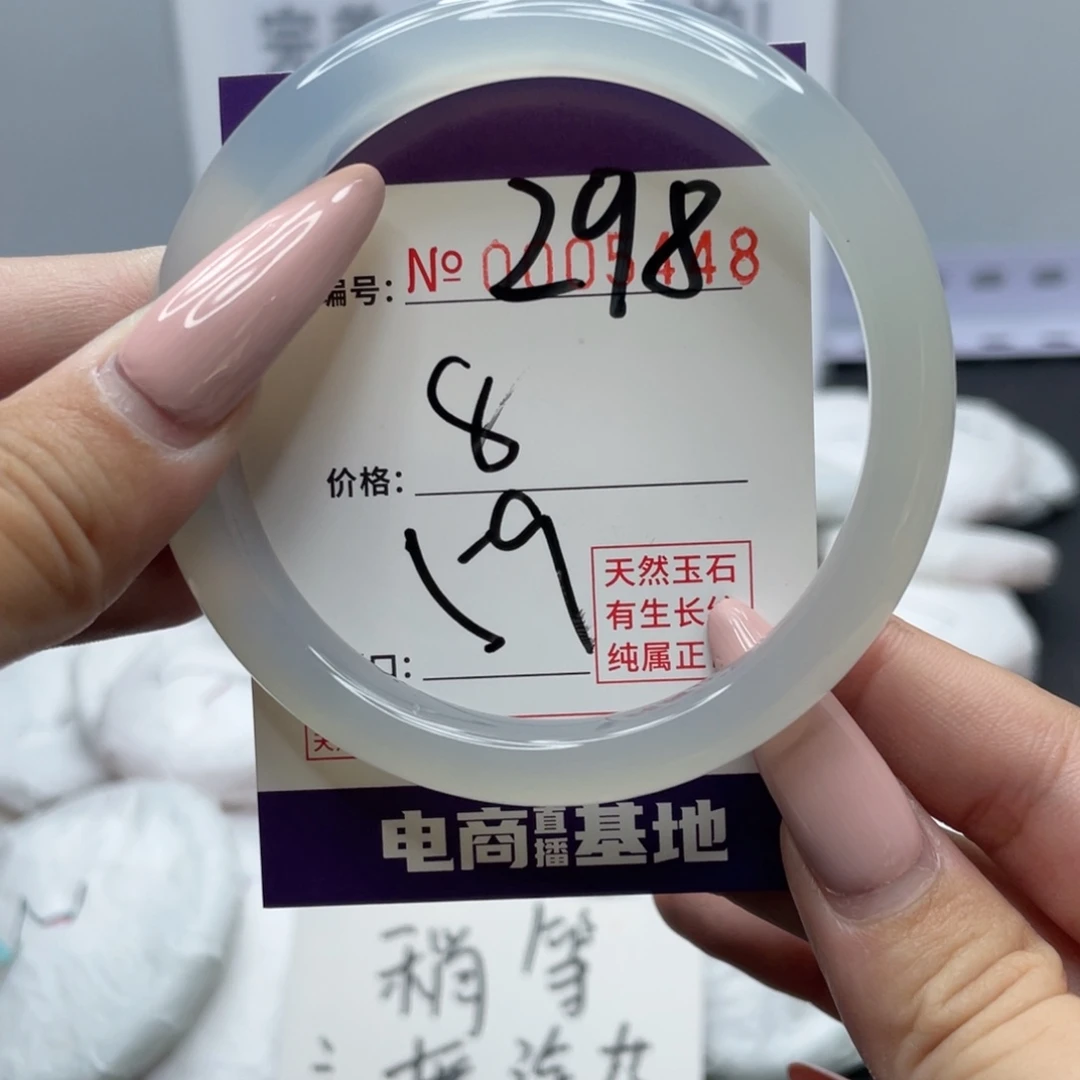 298
编号: № 0005448
8
价格:
19
口:
天然玉石
有生长
纯属正
电商直播基地
稍等